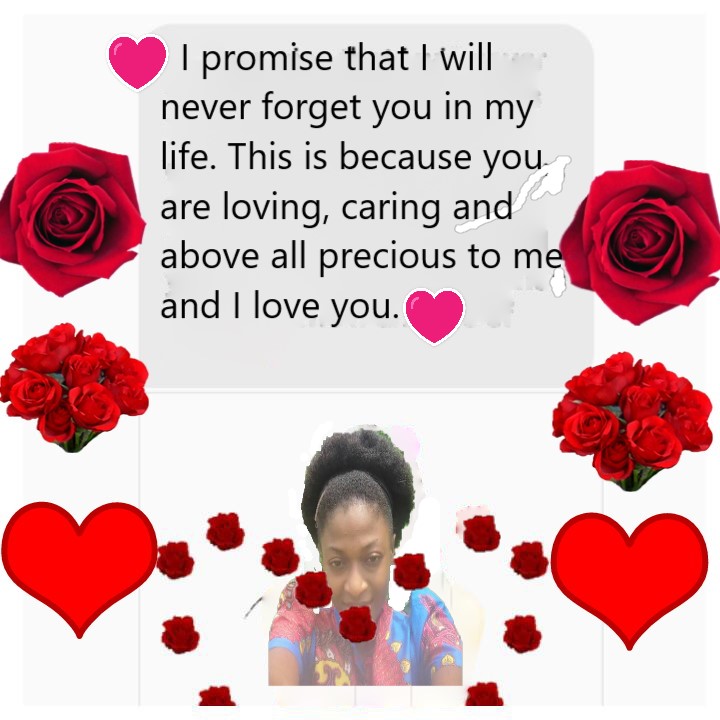 I promise that I will
never forget you in my
life. This is because you
are loving, caring and
above all precious to me
and I love you.